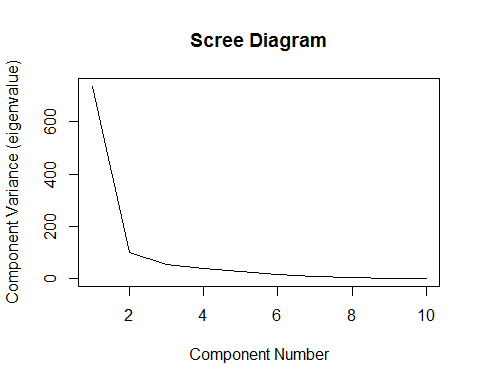 Scree Diagram
Component Variance (eigenvalue)
600
400
200
0
2 4 6 8 10
Component Number